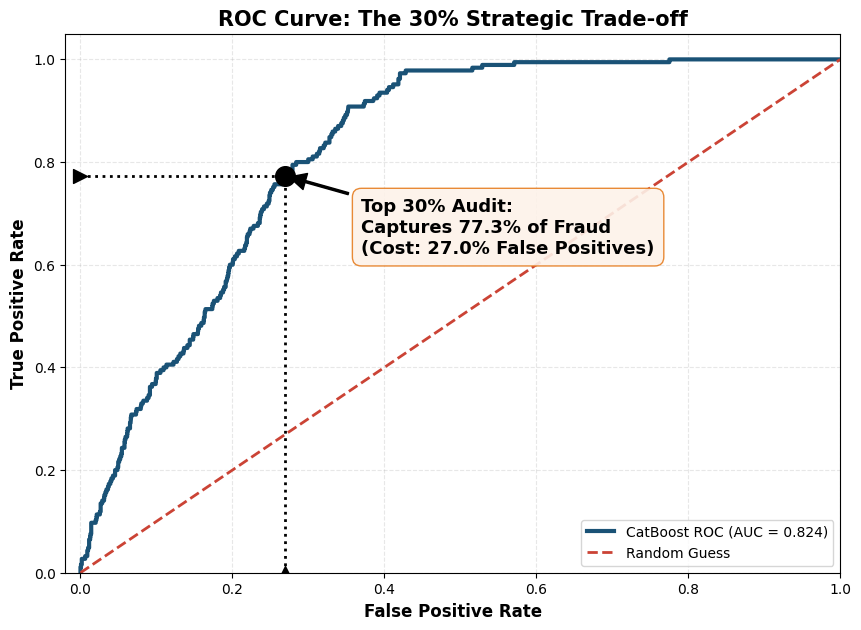 ROC Curve: The 30% Strategic Trade-off
True Positive Rate
1.0
0.8
0.6
0.4
0.2
0.0
Top 30% Audit:
Captures 77.3% of Fraud
(Cost: 27.0% False Positives)
CatBoost ROC (AUC = 0.824)
Random Guess
0.0
0.2
0.4
0.6
0.8
1.0
False Positive Rate